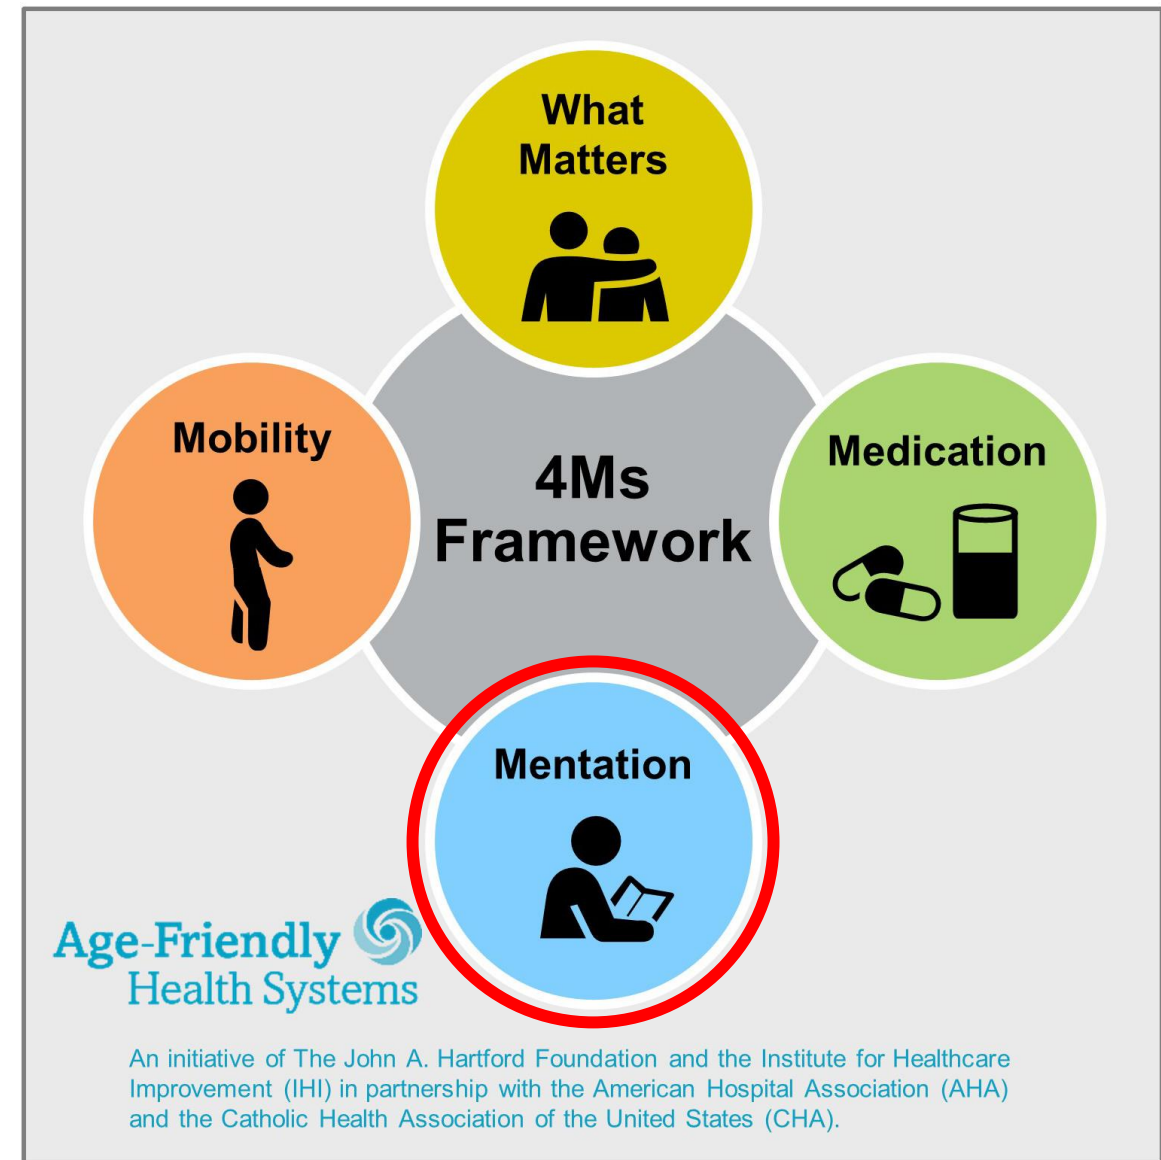 What
Matters
Mobility
4Ms
Framework
Medication
Mentation
Age-Friendly
Health Systems
An initiative of The John A. Hartford Foundation and the Institute for Healthcare
Improvement (IHI) in partnership with the American Hospital Association (AHA)
and the Catholic Health Association of the United States (CHA).